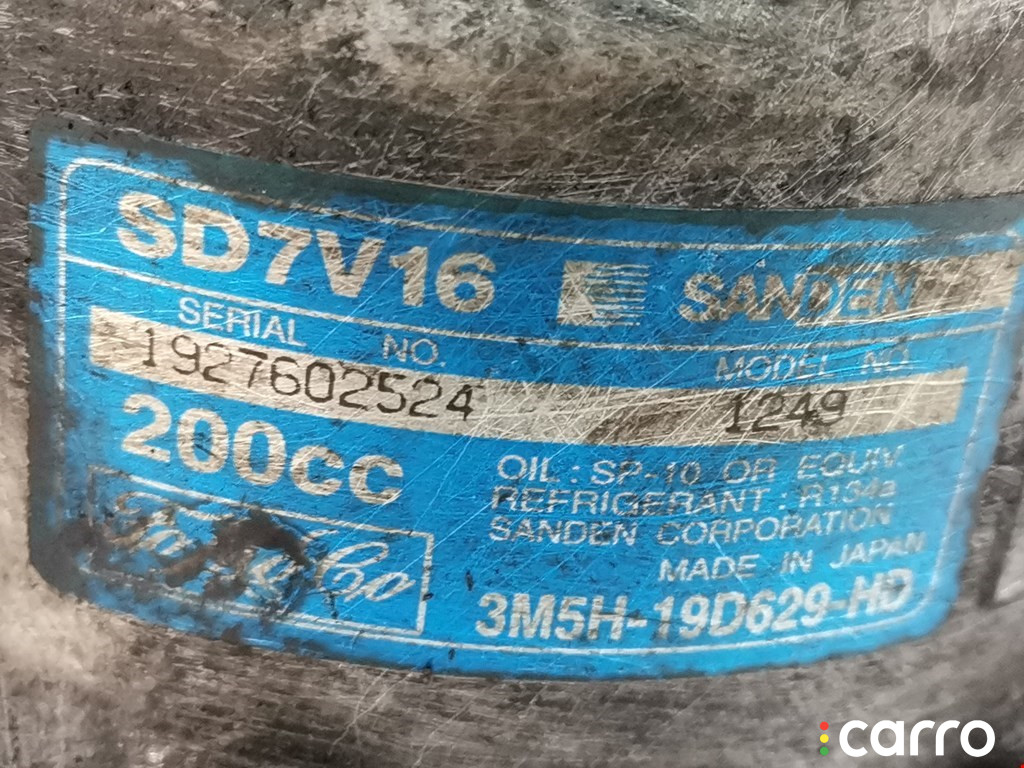 SD7V16 SANDEN
SERIAL NO. MODEL NO.
1927602524 1249
200cc
OIL : SP-10 OR EQUIV.
REFRIGERANT : R134a
SANDEN CORPORATION
MADE IN JAPAN
Co
3M5H-19D629-HD
carro